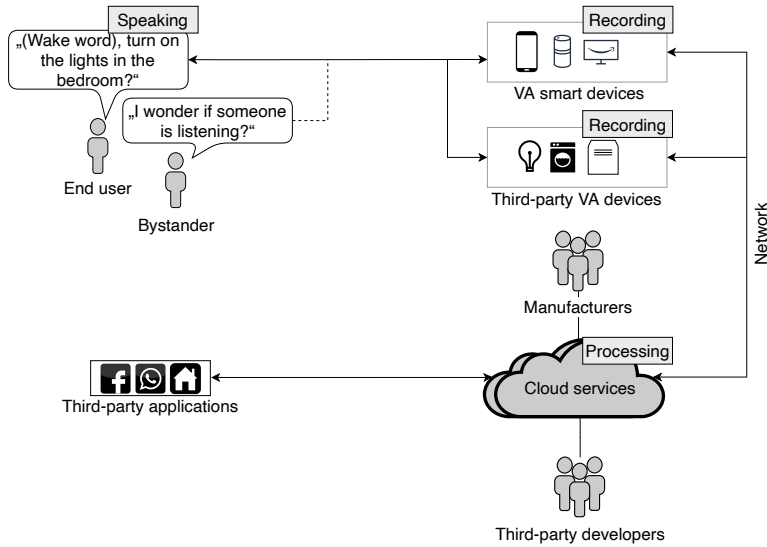 Speaking
„(Wake word), turn on
the lights in the
bedroom?“
„I wonder if someone
is listening?“
End user
Bystander
Recording
VA smart devices
Recording
Third-party VA devices
Network
Manufacturers
Processing
Cloud services
Third-party applications
Third-party developers